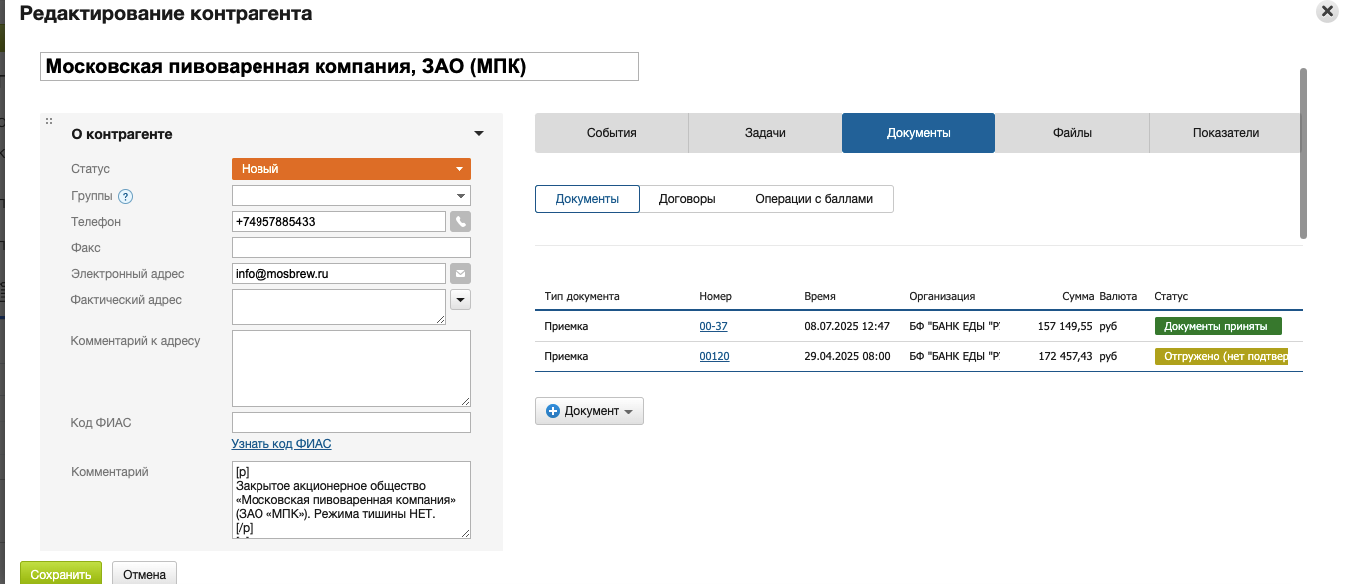 Редактирование контрагента
Московская пивоваренная компания, ЗАО (МПК)
О контрагенте
Статус Новый
Группы ?
Телефон +74957885433
Факс
Электронный адрес info@mosbrew.ru
Фактический адрес
Комментарий к адресу
Код ФИАС
Узнать код ФИАС
Комментарий [p]
Закрытое акционерное общество
«Московская пивоваренная компания»
(ЗАО «МПК»). Режима тишины НЕТ.
[/p]
Сохранить Отмена
События Задачи Документы Файлы Показатели
Документы Договоры Операции с баллами
Тип документа Номер Время Организация Сумма Валюта Статус
Приемка 00-37 08.07.2025 12:47 БФ "БАНК ЕДЫ "Р 157 149,55 руб Документы приняты
Приемка 00120 29.04.2025 08:00 БФ "БАНК ЕДЫ "Р 172 457,43 руб Отгружено (нет подтвер
Документ